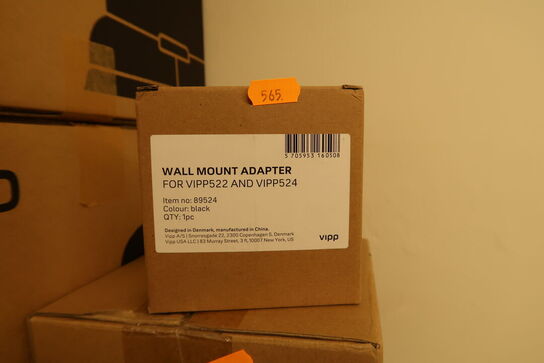 565.
5 705953 160508
WALL MOUNT ADAPTER
FOR VIPP522 AND VIPP524
Item no: 89524
Colour: black
QTY: 1pc
Designed in Denmark, manufactured in China.
Vipp A/S | Snorresgade 22, 2300 Copenhagen S, Denmark
Vipp USA LLC | 83 Murray Street, 3 fl, 10007 New York, US
vipp